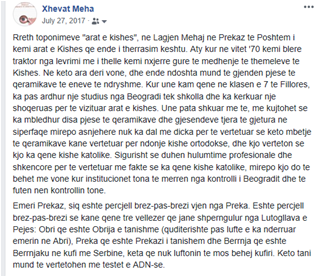 Xhevat Meha
July 27, 2017 ·
Rreth toponimeve "arat e kishes", ne Lagjen Mehaj ne Prekaz te Poshtem i
kemi arat e Kishes qe ende i therrasim keshtu. Aty kur ne vitet '70 kemi blere
traktor nga levrimi me i thelle kemi nxjerre gure te medhenje te themeleve te
Kishes. Ne keto ara deri vone, dhe ende ndoshta mund te gjenden pjese te
qeramikave te eneve te ndryshme. Kur une kam qene ne klasen e 7 te Fillores,
ka pas ardhur nje studius nga Beogradi tek shkolla dhe ka kerkuar nje
shoqerues per te vizituar arat e kishes. Une pata shkuar me te, me kujtohet se
ka mbledhur disa pjese te qeramikave dhe gjesendeve tjera te gjetura ne
siperfaqe mirepo asnjehere nuk ka dal me dicka per te vertetuar se keto mbetje
te qeramikave kane vertetuar per ndonje kishe ortodokse, dhe kjo verteton se
kjo ka qene kishe katolike. Sigurisht se duhen hulumtime profesionale dhe
shkencore per te vertetuar me fakte se ka qene kishe katolike, mirepo kjo do te
behet me vone kur institucionet tona te merren nga kontrolli i Beogradit dhe te
futen nen kontrollin tone.
Emeri Prekaz, siq eshte percjell brez-pas-brezi vjen nga Preka. Eshte percjell
brez-pas-brezi se kane qene tre vellezer qe jane shperngulur nga Lutogllava e
Pejes: Obri qe eshte Obrija e tanishme (quditerishte pas lufte e ka nderruar
emerin ne Abri), Preka qe eshte Prekazi i tanishem dhe Berrnja qe eshte
Berrnjaku ne kufi me Serbine, keta qe nuk luftonin te mos behej kufiri. Keto tani
mund te vertetohen me testet e ADN-se.